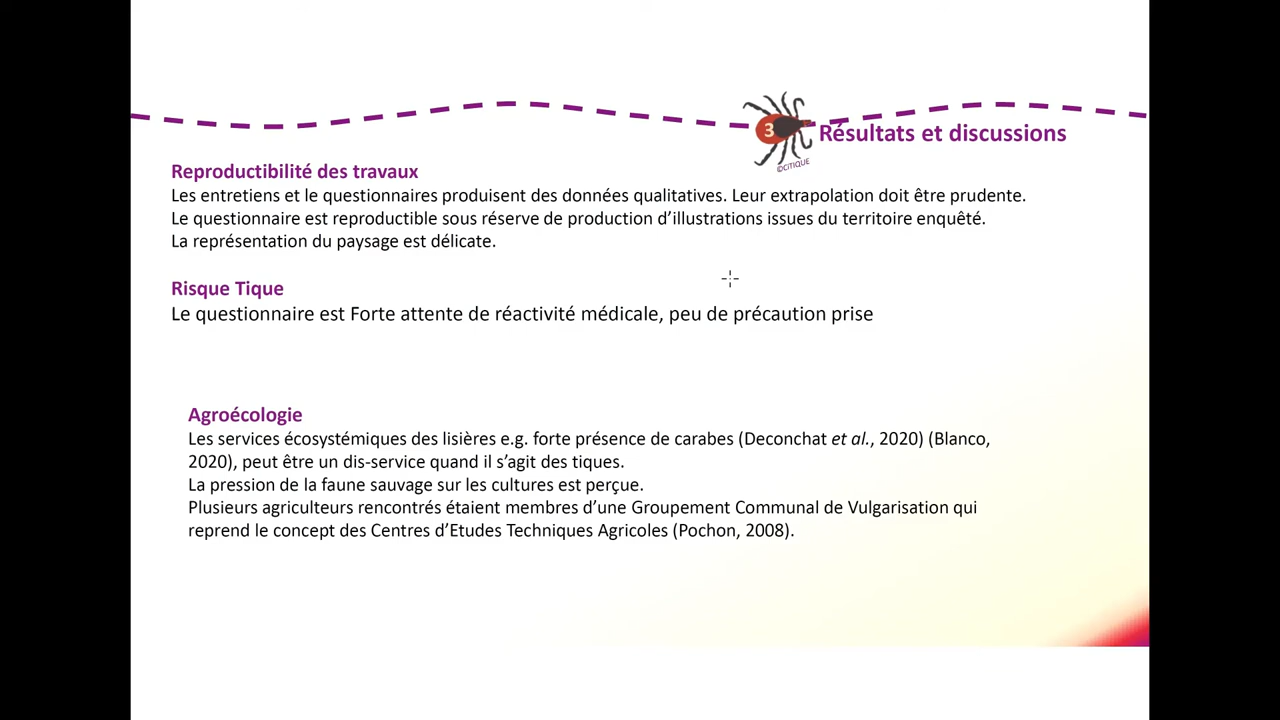 3
Résultats et discussions
©CITIQUE
Reproductibilité des travaux
Les entretiens et le questionnaires produisent des données qualitatives. Leur extrapolation doit être prudente.
Le questionnaire est reproductible sous réserve de production d’illustrations issues du territoire enquêté.
La représentation du paysage est délicate.
Risque Tique
Le questionnaire est Forte attente de réactivité médicale, peu de précaution prise
Agroécologie
Les services écosystémiques des lisières e.g. forte présence de carabes (Deconchat et al., 2020) (Blanco,
2020), peut être un dis-service quand il s’agit des tiques.
La pression de la faune sauvage sur les cultures est perçue.
Plusieurs agriculteurs rencontrés étaient membres d’une Groupement Communal de Vulgarisation qui
reprend le concept des Centres d’Etudes Techniques Agricoles (Pochon, 2008).